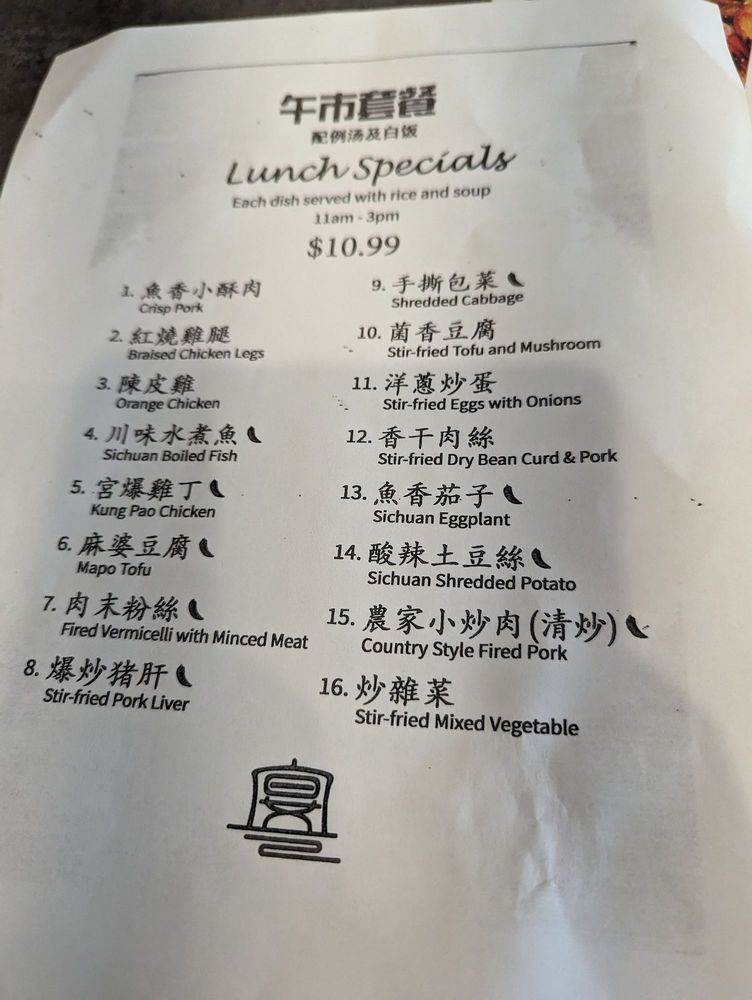 午市套餐
配例汤及白饭
Lunch Specials
Each dish served with rice and soup
11am - 3pm
$10.99
1. 魚香小酥肉
Crisp Pork
2. 紅燒雞腿
Braised Chicken Legs
3. 陳皮雞
Orange Chicken
4. 川味水煮魚
Sichuan Boiled Fish
5. 宮爆雞丁
Kung Pao Chicken
6. 麻婆豆腐
Mapo Tofu
7. 肉末粉絲
Fired Vermicelli with Minced Meat
8. 爆炒猪肝
Stir-fried Pork Liver
9. 手撕包菜
Shredded Cabbage
10. 菌香豆腐
Stir-fried Tofu and Mushroom
11. 洋蔥炒蛋
Stir-fried Eggs with Onions
12. 香干肉絲
Stir-fried Dry Bean Curd & Pork
13. 魚香茄子
Sichuan Eggplant
14. 酸辣土豆絲
Sichuan Shredded Potato
15. 農家小炒肉(清炒)
Country Style Fired Pork
16. 炒雜菜
Stir-fried Mixed Vegetable